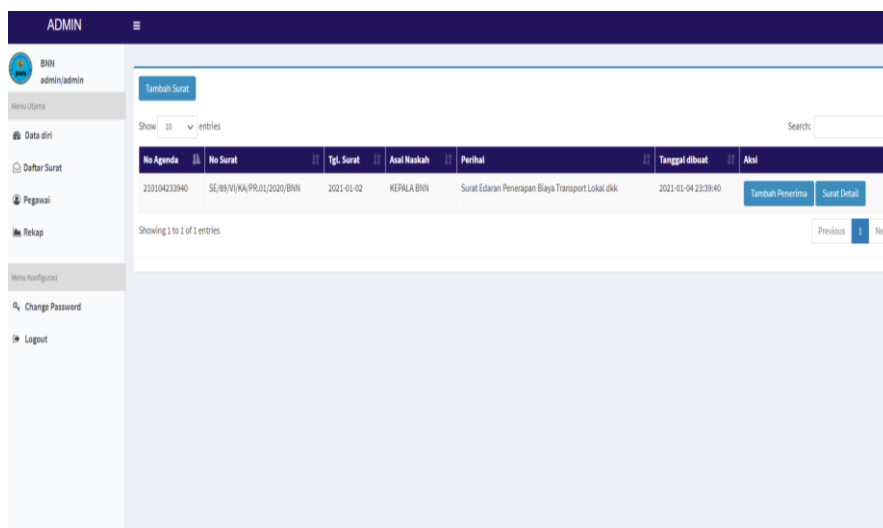 ADMIN
BNN
admin/admin
Menu Utama
Data diri
Daftar Surat
Pegawai
Rekap
Menu Konfigurasi
Change Password
Logout
Tambah Surat
Show 10 entries
Search:
No Agenda No Surat Tgl. Surat Asal Naskah Perihal Tanggal dibuat Aksi
210104233940 SE/89/VI/KA/PR.01/2020/BNN 2021-01-02 KEPALA BNN Surat Edaran Penerapan Biaya Transport Lokal dkk 2021-01-04 23:39:40 Tambah Penerima Surat Detail
Showing 1 to 1 of 1 entries
Previous 1 Ne